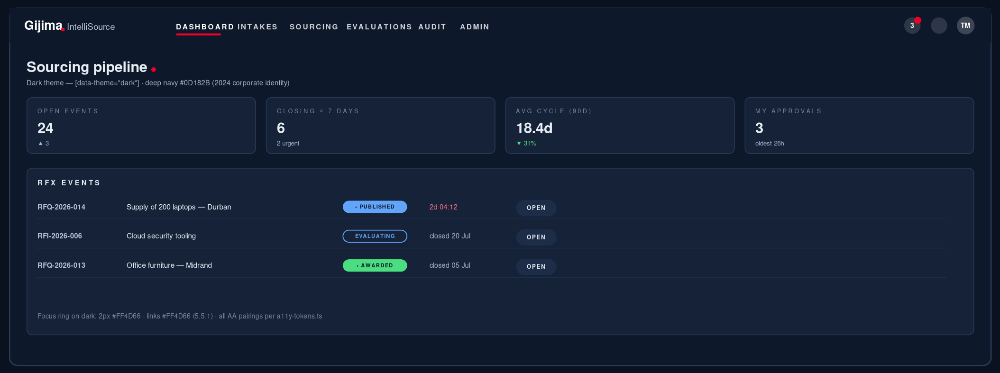 Gijima. IntelliSource DASHBOARD INTAKES SOURCING EVALUATIONS AUDIT ADMIN 3 TM
Sourcing pipeline
Dark theme — [data-theme="dark"] · deep navy #0D182B (2024 corporate identity)
OPEN EVENTS CLOSING ≤ 7 DAYS AVG CYCLE (90D) MY APPROVALS
24 6 18.4d 3
▲ 3 2 urgent ▼ 31% oldest 26h
RFX EVENTS
RFQ-2026-014 Supply of 200 laptops — Durban • PUBLISHED 2d 04:12 OPEN
RFI-2026-006 Cloud security tooling EVALUATING closed 20 Jul OPEN
RFQ-2026-013 Office furniture — Midrand • AWARDED closed 05 Jul OPEN
Focus ring on dark: 2px #FF4D66 · links #FF4D66 (5.5:1) · all AA pairings per a11y-tokens.ts